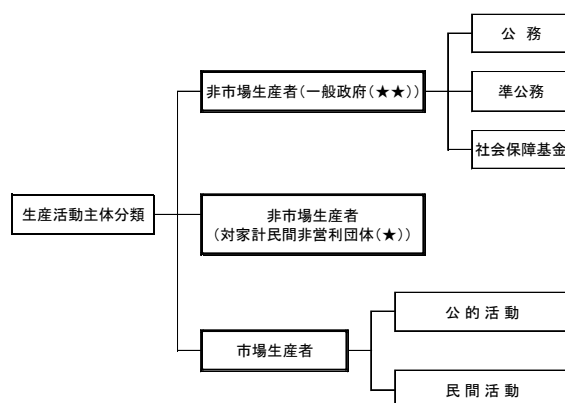 公 務
非市場生産者(一般政府(★★))
準公務
社会保障基金
生産活動主体分類
非市場生産者
(対家計民間非営利団体(★))
公 的 活 動
市場生産者
民 間 活 動